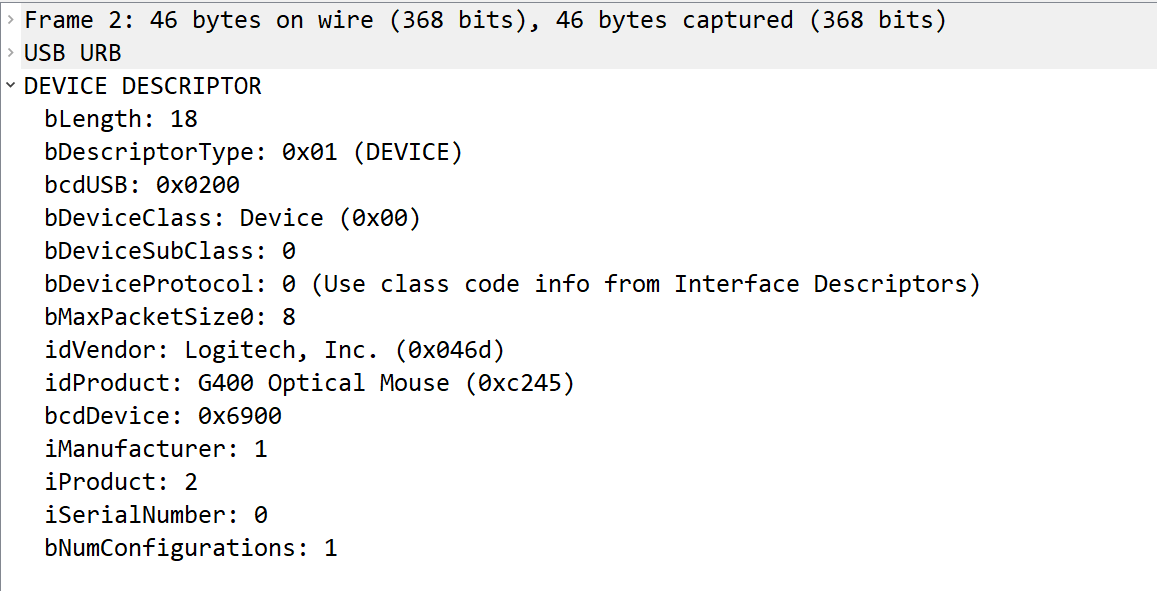 Frame 2: 46 bytes on wire (368 bits), 46 bytes captured (368 bits)
USB URB
DEVICE DESCRIPTOR
bLength: 18
bDescriptorType: 0x01 (DEVICE)
bcdUSB: 0x0200
bDeviceClass: Device (0x00)
bDeviceSubClass: 0
bDeviceProtocol: 0 (Use class code info from Interface Descriptors)
bMaxPacketSize0: 8
idVendor: Logitech, Inc. (0x046d)
idProduct: G400 Optical Mouse (0xc245)
bcdDevice: 0x6900
iManufacturer: 1
iProduct: 2
iSerialNumber: 0
bNumConfigurations: 1